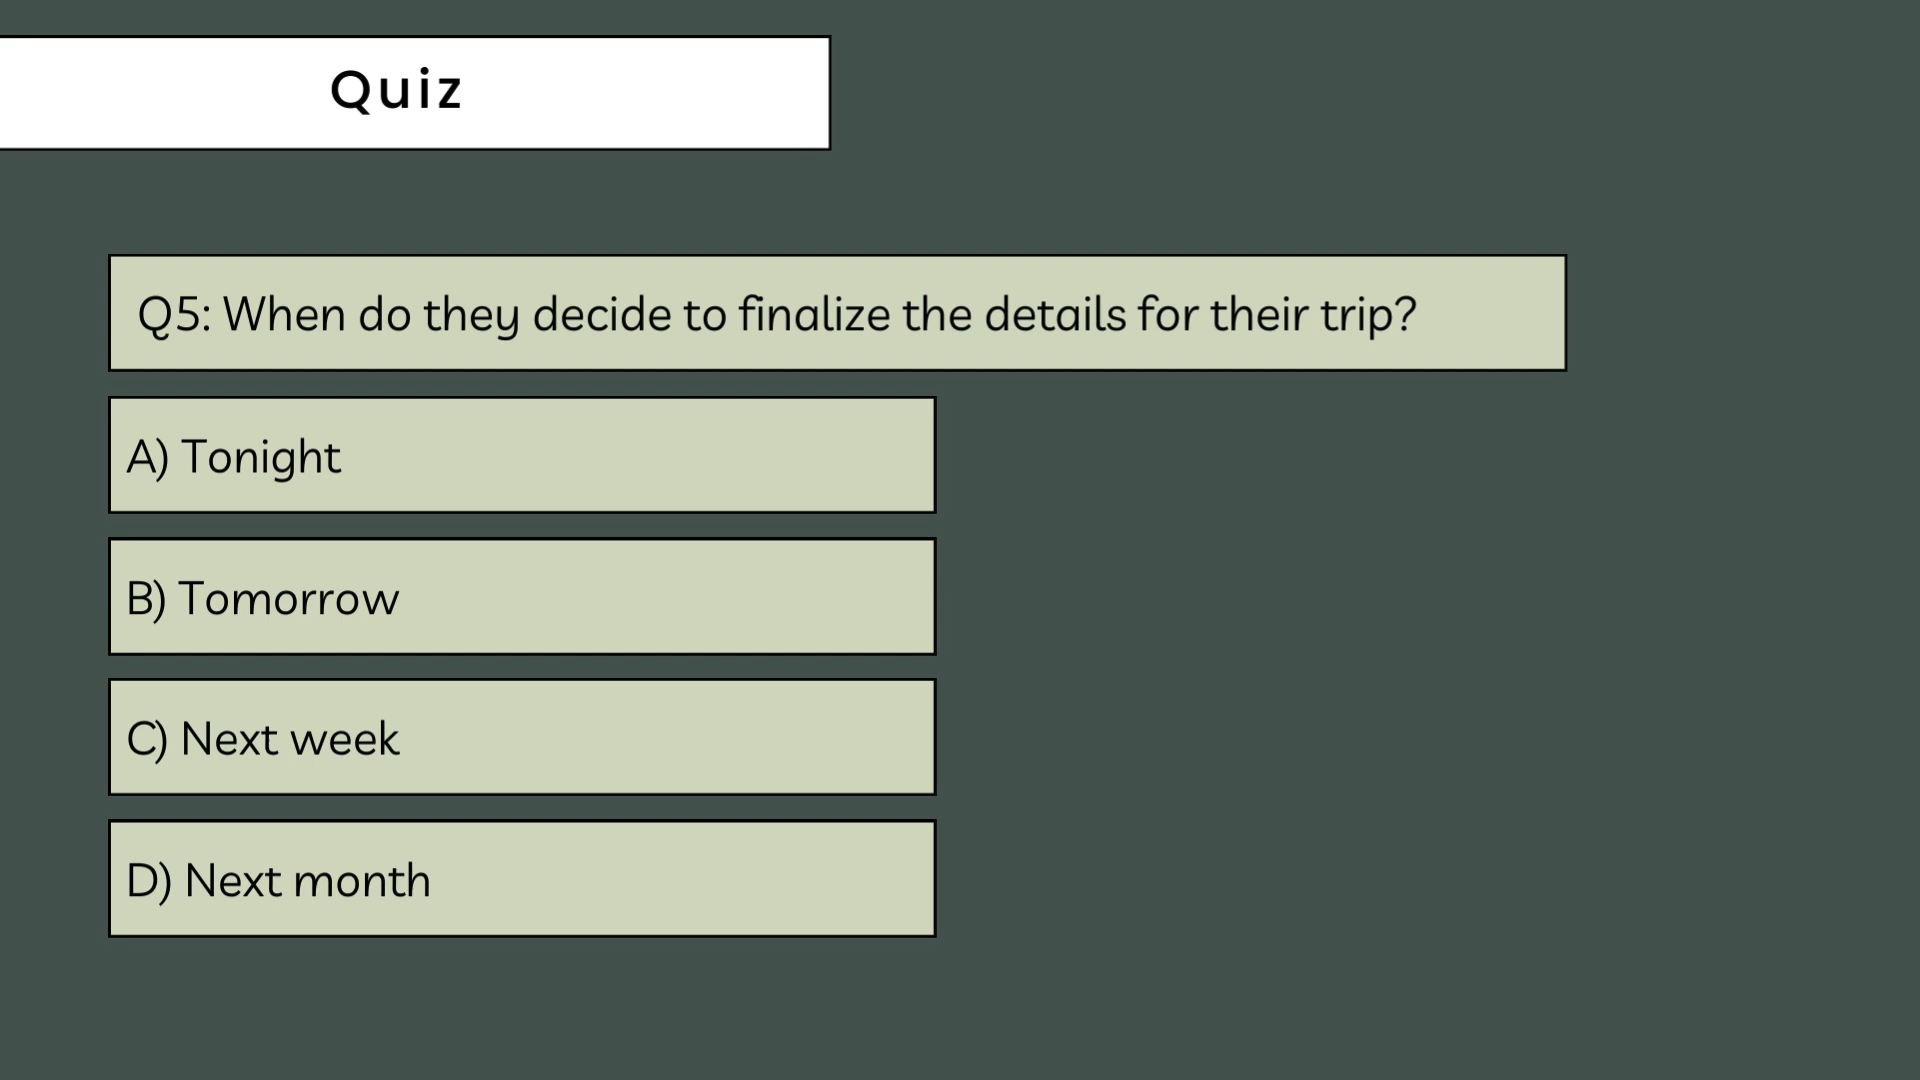 Quiz
Q5: When do they decide to finalize the details for their trip?
A) Tonight
B) Tomorrow
C) Next week
D) Next month